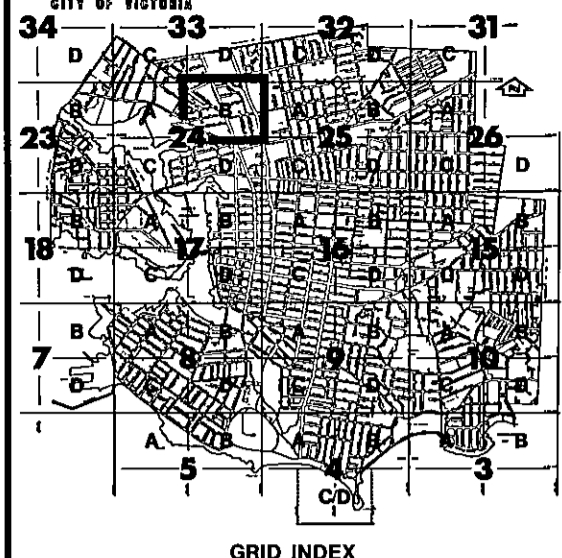 CITY OF VICTORIA
34 33 32 31
D C D C D C
B A B A B A
23 24 25 26
D C D C D C D
B A B A B A B
18 17 16 15
D C D C D C D
B A B A B A B
7 8 9 10
D C D C D C D
A B A B A B
5 4 3
C/D
GRID INDEX